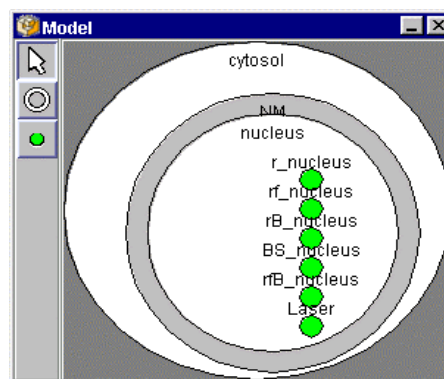 Model
cytosol
NM
nucleus
r_nucleus
rf_nucleus
rB_nucleus
BS_nucleus
rfB_nucleus
Laser